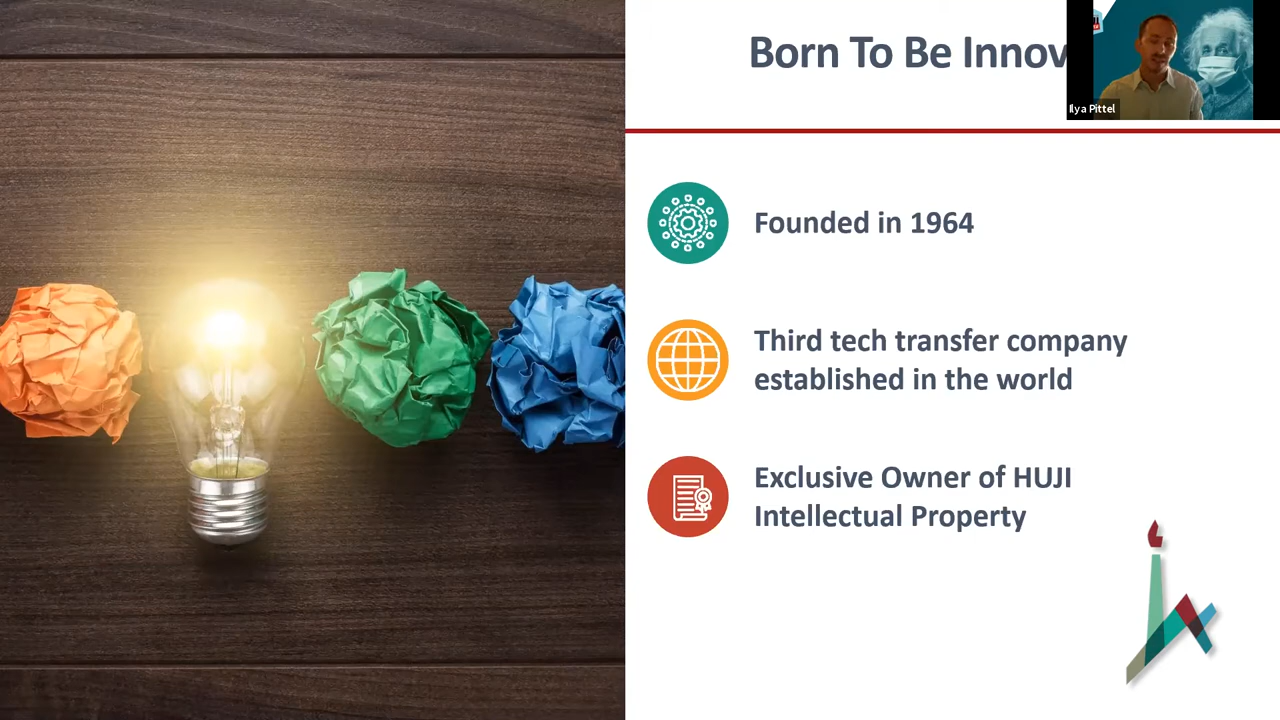 Born To Be Innov
Ilya Pittel
Founded in 1964
Third tech transfer company
established in the world
Exclusive Owner of HUJI
Intellectual Property